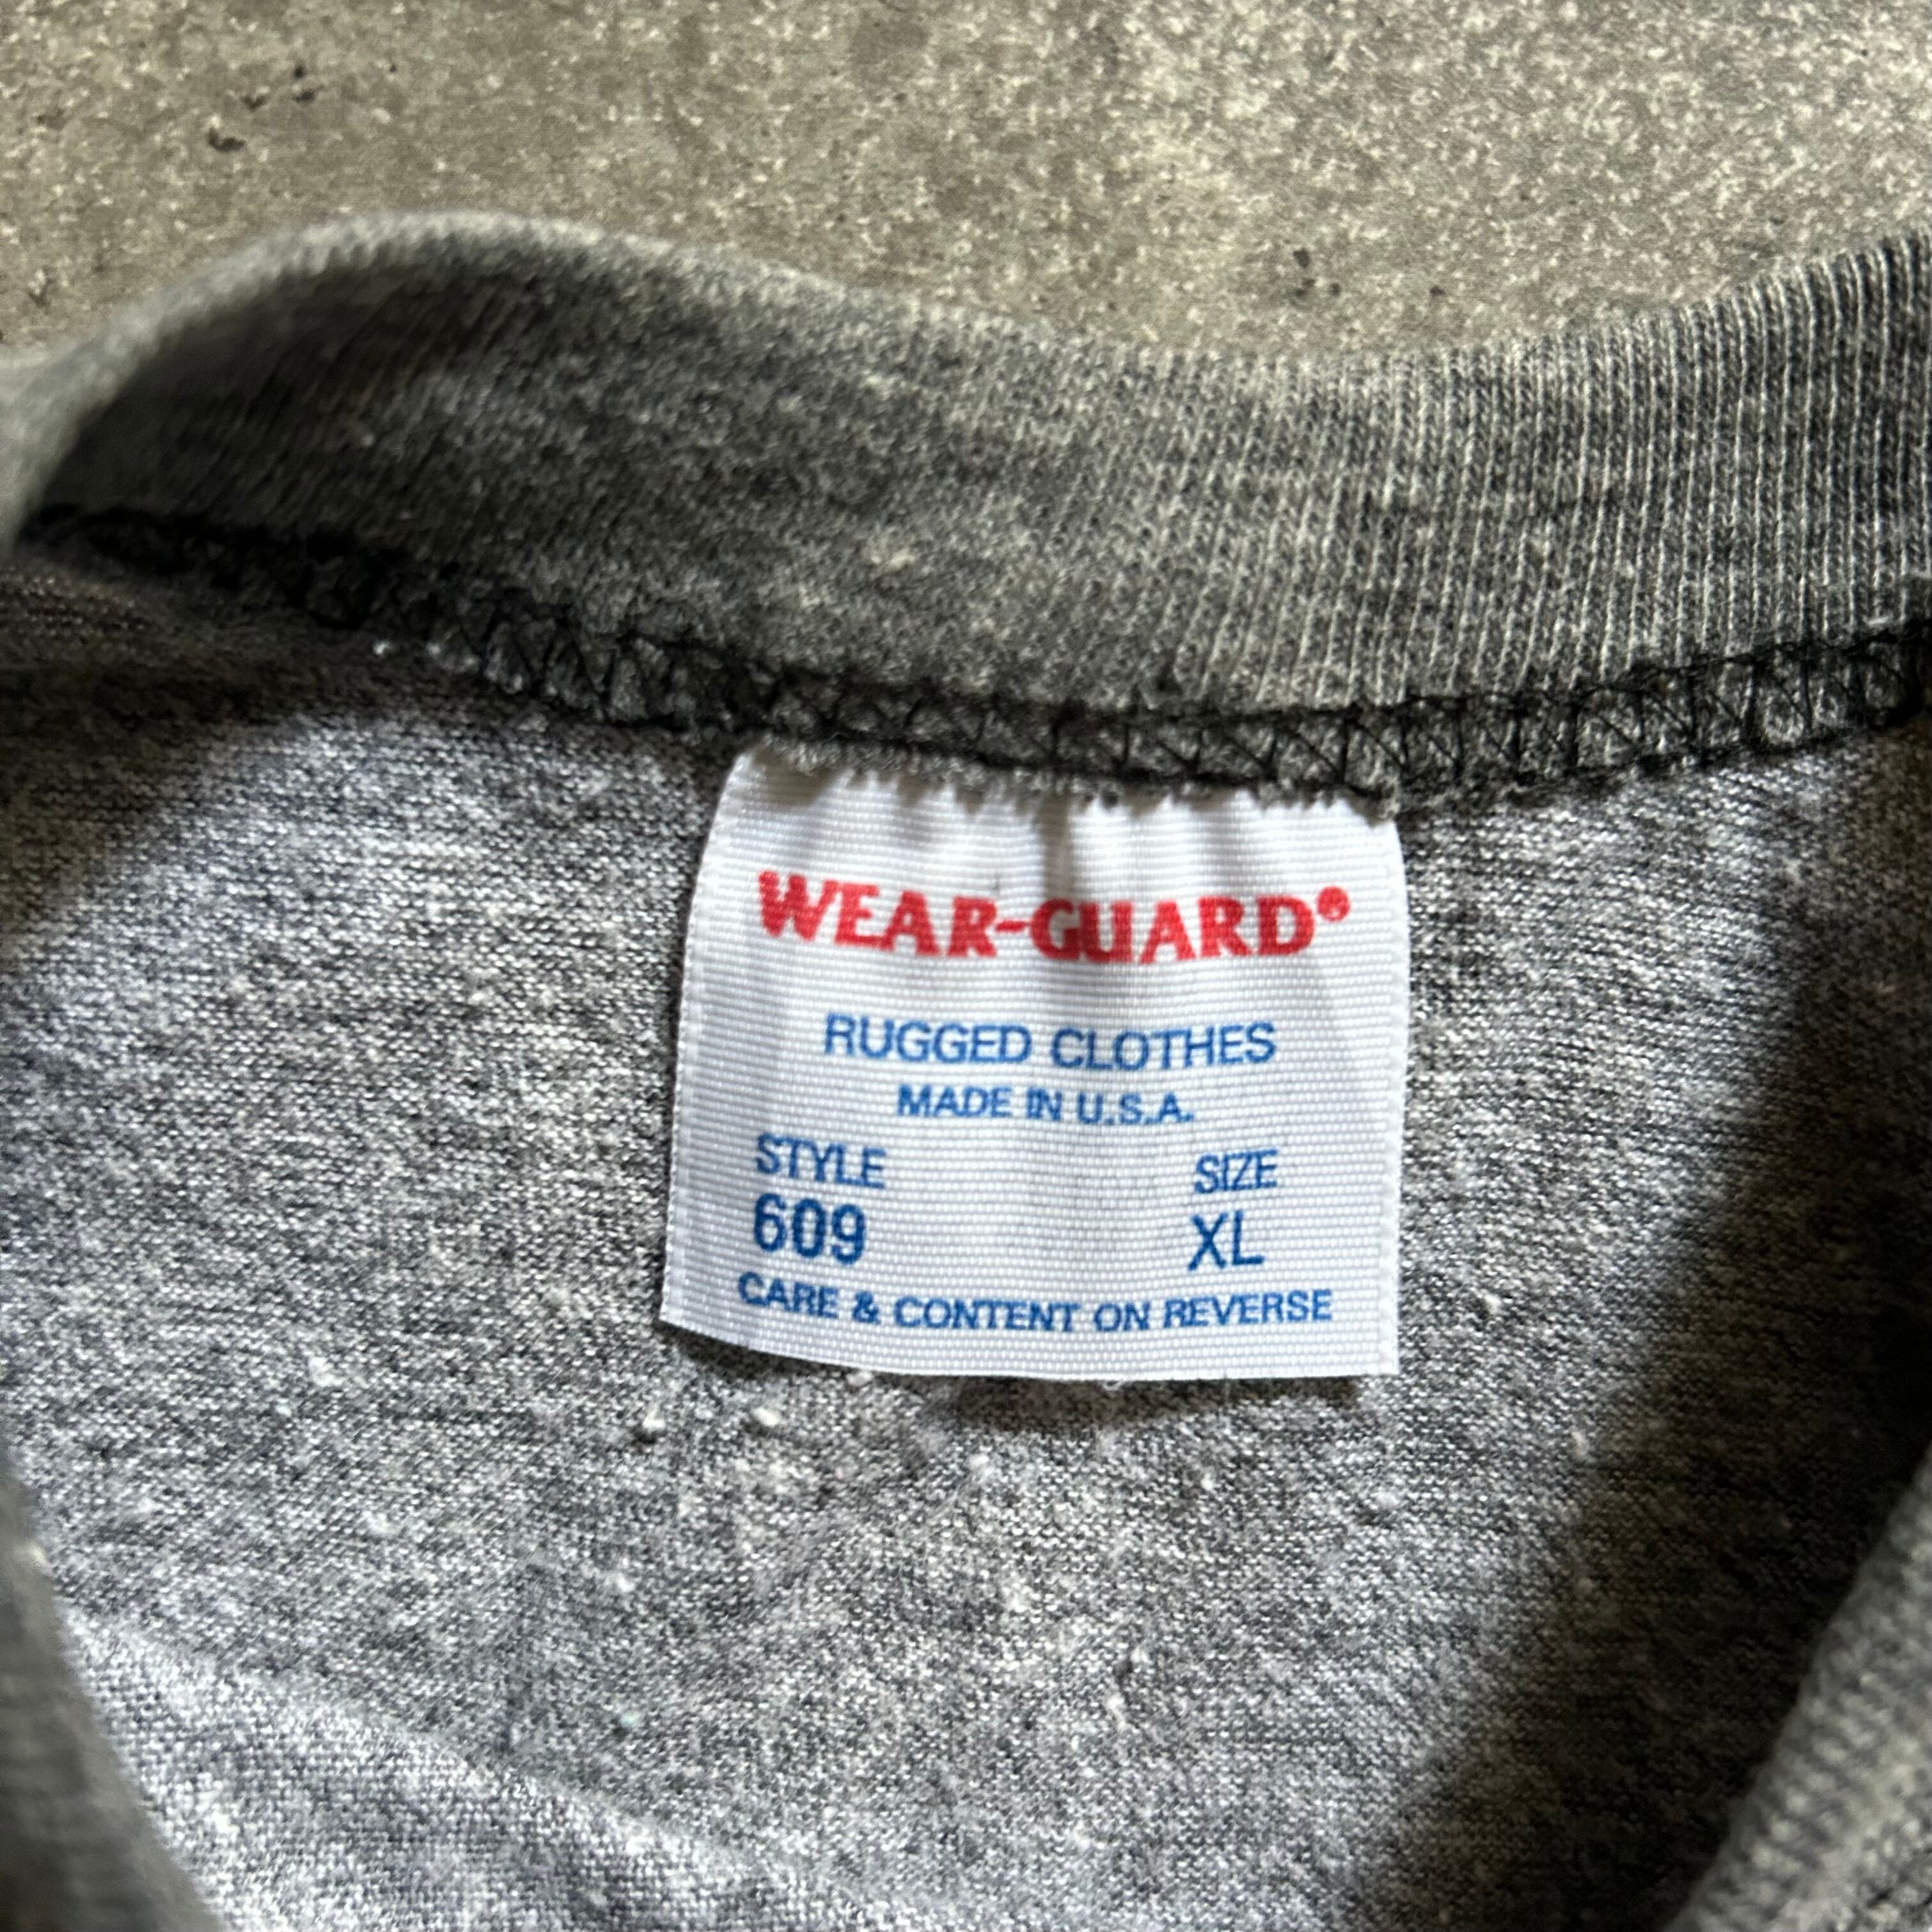 WEAR-GUARD®
RUGGED CLOTHES
MADE IN U.S.A.
STYLE SIZE
609 XL
CARE & CONTENT ON REVERSE